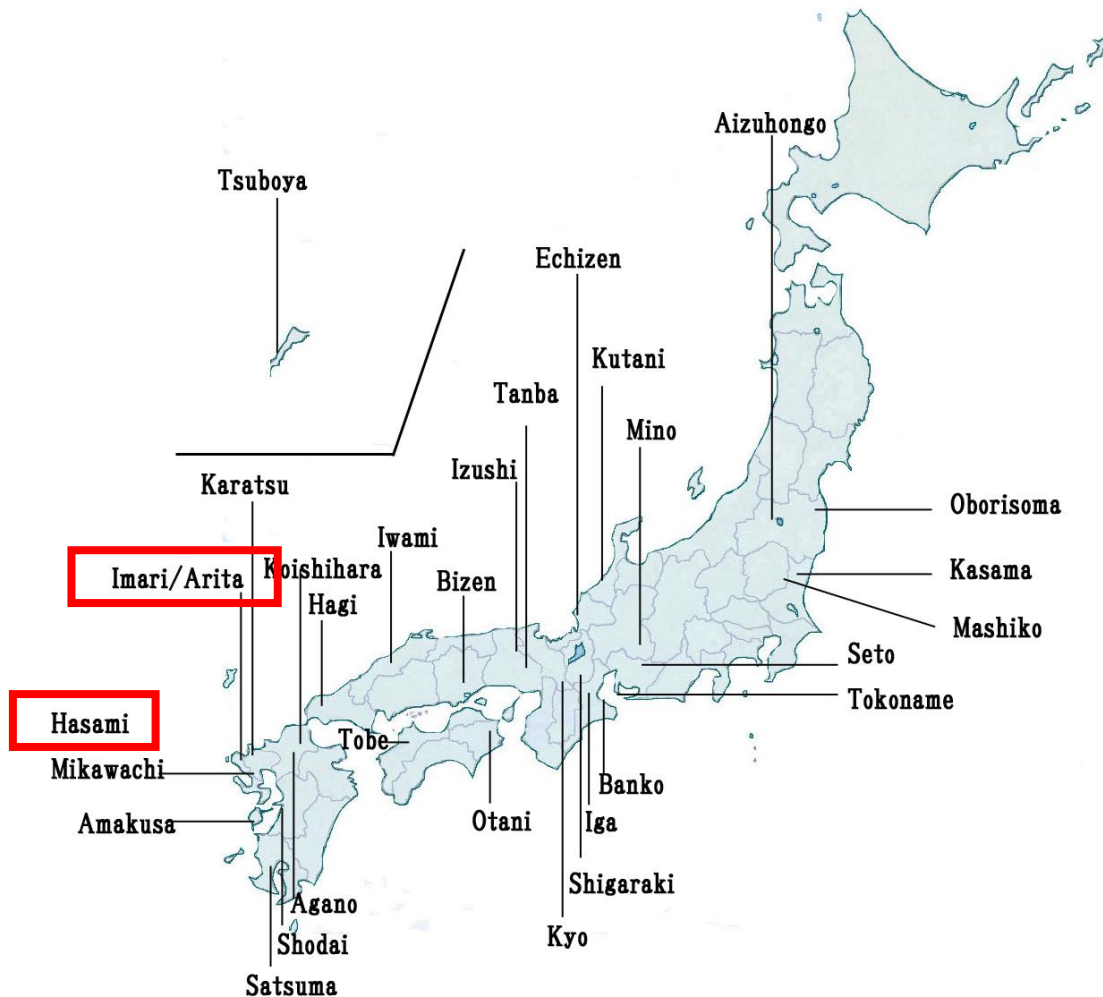 Aizuhongo
Tsuboya
Echizen
Kutani
Tanba
Mino
Izushi
Karatsu
Oborisoma
Iwami
Imari/Arita
Koishihara
Bizen
Kasama
Hagi
Mashiko
Seto
Tokoname
Hasami
Tobe
Mikawachi
Banko
Amakusa
Otani
Iga
Shigaraki
Agano
Kyo
Shodai
Satsuma